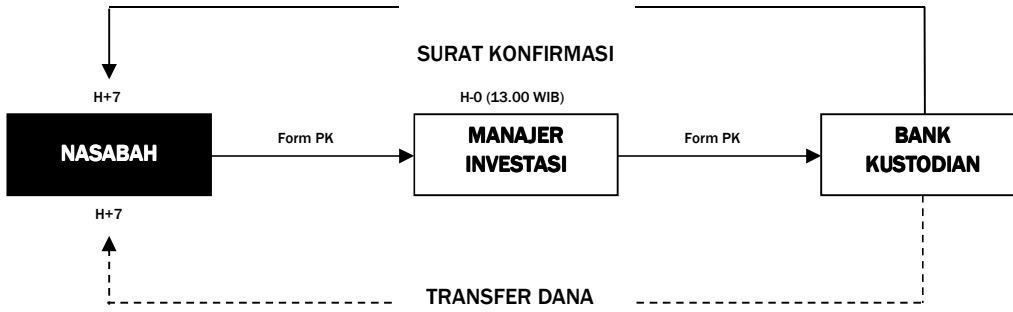 SURAT KONFIRMASI
H+7
H-0 (13.00 WIB)
NASABAH
Form PK
MANAJER
INVESTASI
Form PK
BANK
KUSTODIAN
H+7
TRANSFER DANA